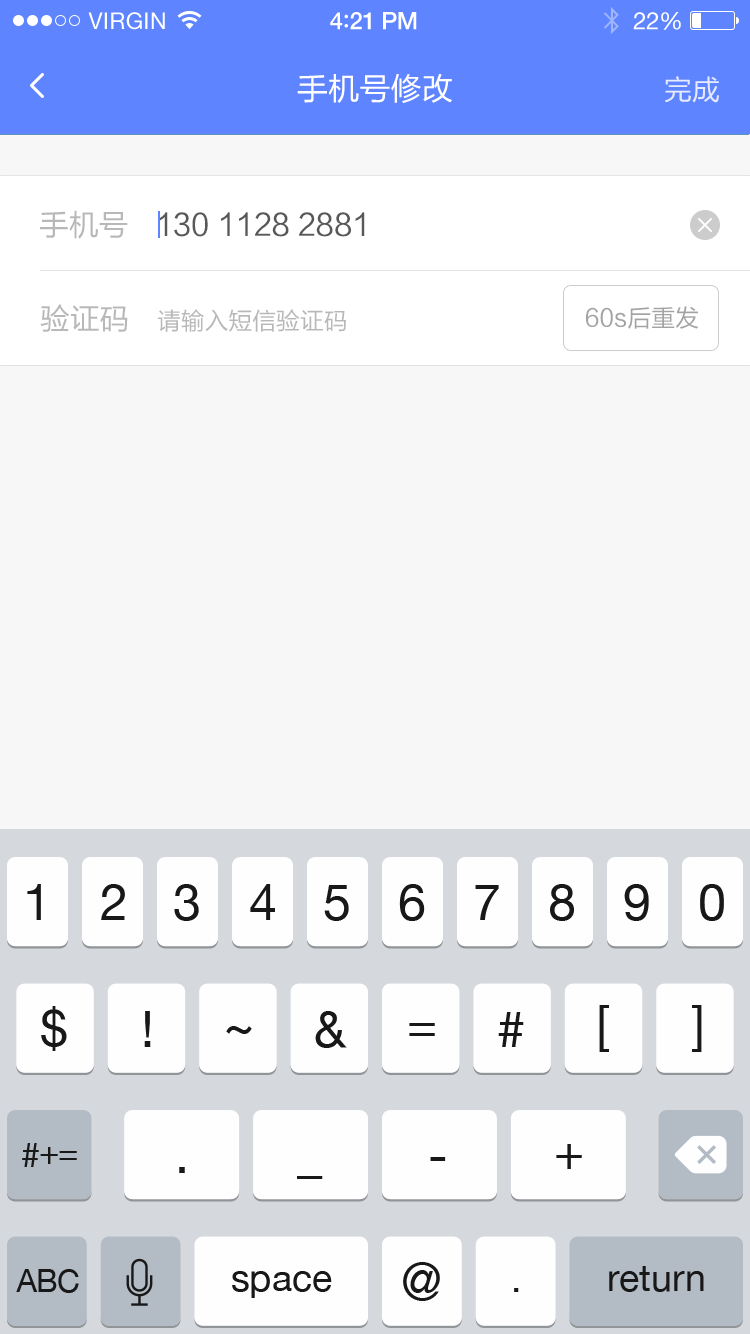 VIRGIN 4:21 PM 22%
手机号修改 完成
手机号 130 1128 2881
验证码 请输入短信验证码 60s后重发
1 2 3 4 5 6 7 8 9 0
$ ! ~ & = # [ ]
#+= . _ - +
ABC space @ . return